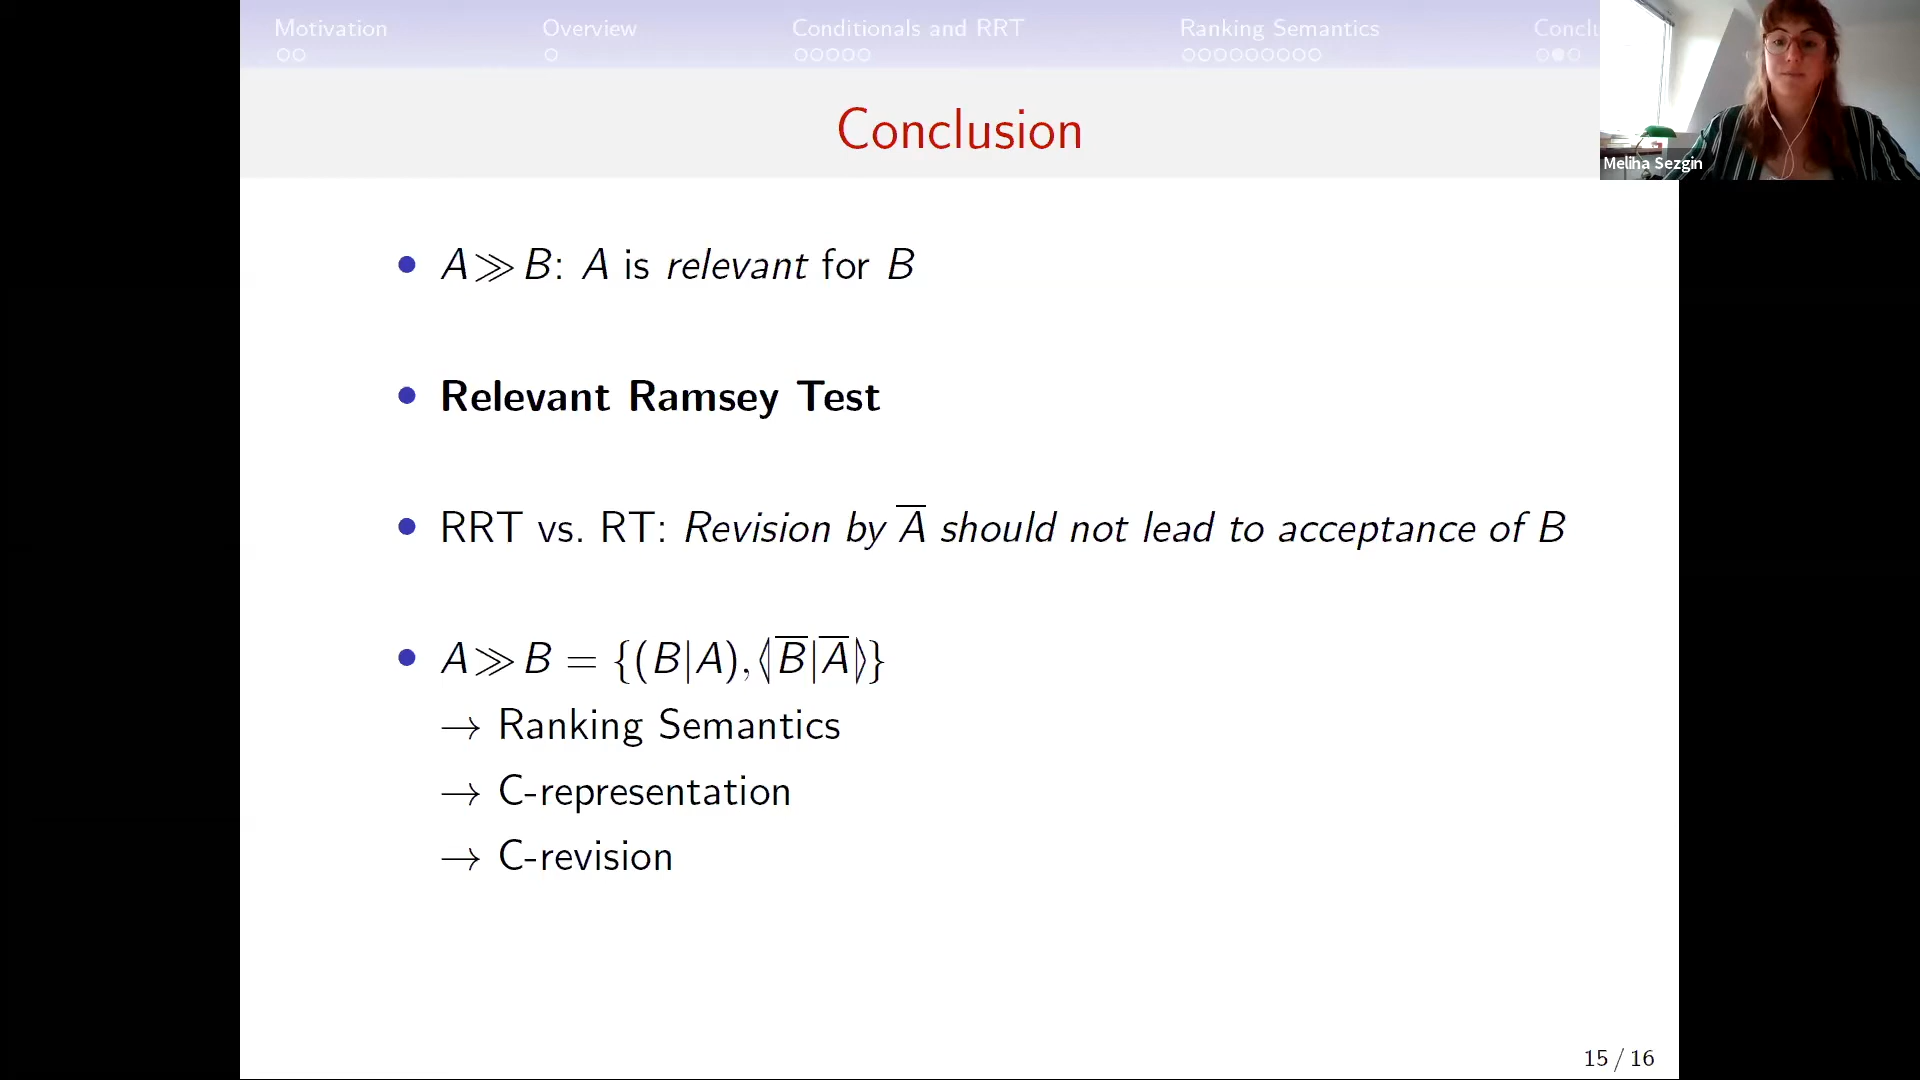 Motivation Overview Conditionals and RRT Ranking Semantics Conclu
Meliha Sezgin
Conclusion
• A≫B: A is relevant for B
• Relevant Ramsey Test
• RRT vs. RT: Revision by A̅ should not lead to acceptance of B
• A≫B = {(B|A),⦉B̅|A̅⦊}
→ Ranking Semantics
→ C-representation
→ C-revision
15 / 16